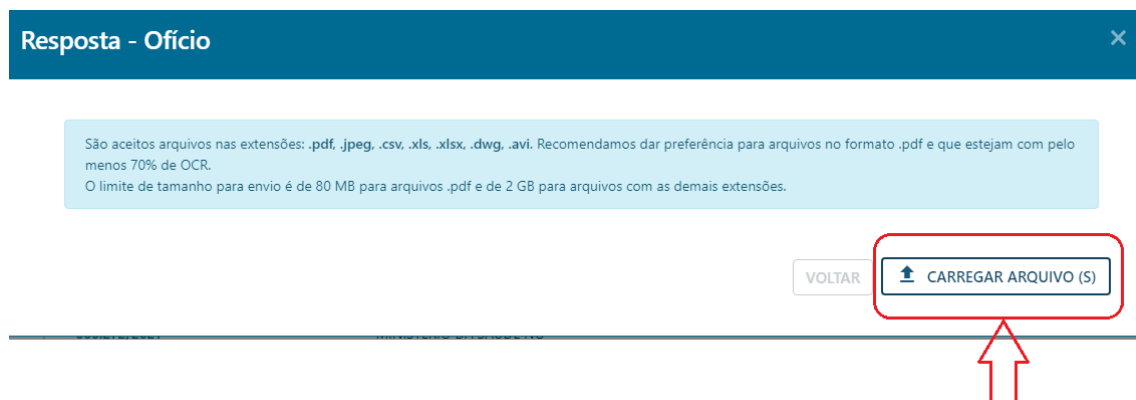 Resposta - Ofício
São aceitos arquivos nas extensões: .pdf, .jpeg, .csv, .xls, .xlsx, .dwg, .avi. Recomendamos dar preferência para arquivos no formato .pdf e que estejam com pelo
menos 70% de OCR.
O limite de tamanho para envio é de 80 MB para arquivos .pdf e de 2 GB para arquivos com as demais extensões.
VOLTAR
CARREGAR ARQUIVO (S)